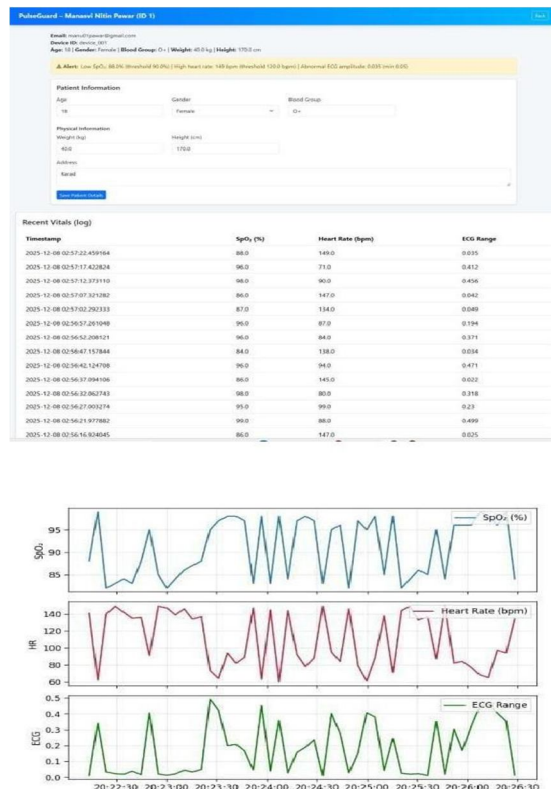 PulseGuard – Manasvi Nitin Pawar (ID 1)
Back
Device ID: device_001
Age: 18 | Gender: Female | Blood Group: O+ | Weight: 40.0 kg | Height: 170.0 cm
Alert: Low SpO₂: 88.0% (threshold 90.0%) | High heart rate: 149 bpm (threshold 120.0 bpm) | Abnormal ECG amplitude: 0.035 (min 0.05)
Patient Information
Age Gender Blood Group
18 Female O+
Physical Information
Weight (kg) Height (cm)
40.0 170.0
Address
Karad
Save Patient Details
Recent Vitals (log)
Timestamp SpO₂ (%) Heart Rate (bpm) ECG Range
2025-12-08 02:57:22.459164 88.0 149.0 0.035
2025-12-08 02:57:17.422824 96.0 71.0 0.412
2025-12-08 02:57:12.373110 98.0 90.0 0.456
2025-12-08 02:57:07.321282 86.0 147.0 0.042
2025-12-08 02:57:02.292333 87.0 134.0 0.049
2025-12-08 02:56:57.261048 96.0 87.0 0.194
2025-12-08 02:56:52.208121 96.0 84.0 0.371
2025-12-08 02:56:47.157844 84.0 138.0 0.034
2025-12-08 02:56:42.124708 96.0 94.0 0.471
2025-12-08 02:56:37.094106 86.0 145.0 0.022
2025-12-08 02:56:32.062743 98.0 80.0 0.318
2025-12-08 02:56:27.003274 95.0 99.0 0.23
2025-12-08 02:56:21.977882 99.0 88.0 0.499
2025-12-08 02:56:16.924045 86.0 147.0 0.025
SpO₂ (%)
95
90
85
SpO₂
Heart Rate (bpm)
140
120
100
80
60
HR
ECG Range
0.5
0.4
0.3
0.2
0.1
0.0
ECG
20:22:30 20:23:00 20:23:30 20:24:00 20:24:30 20:25:00 20:25:30 20:26:00 20:26:30